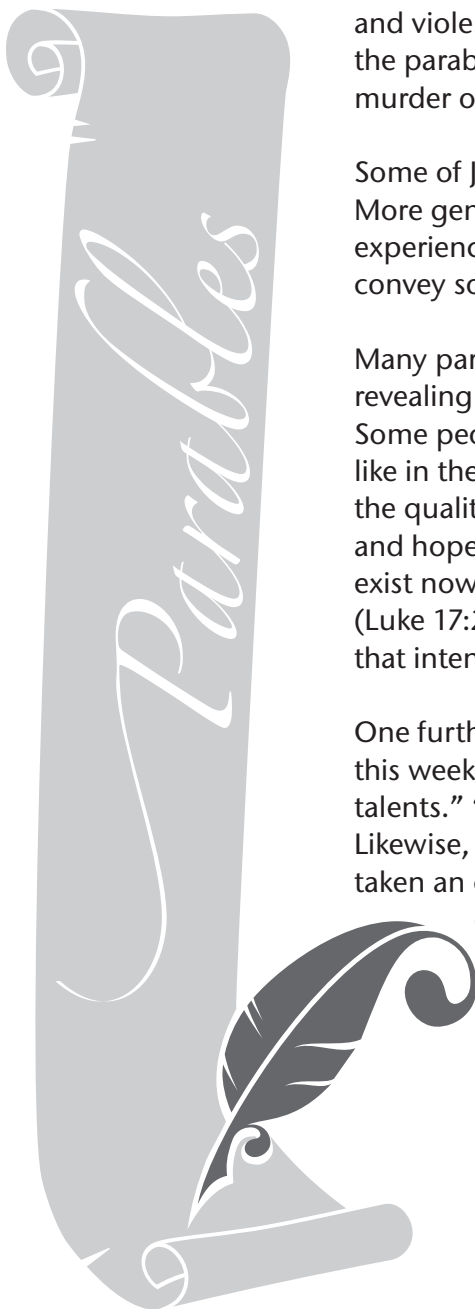 Parables
and viole
the parab
murder o
Some of J
More gen
experienc
convey so
Many par
revealing
Some peo
like in the
the qualit
and hope
exist now
(Luke 17:2
that inten
One furth
this week
talents.” “
Likewise,
taken an